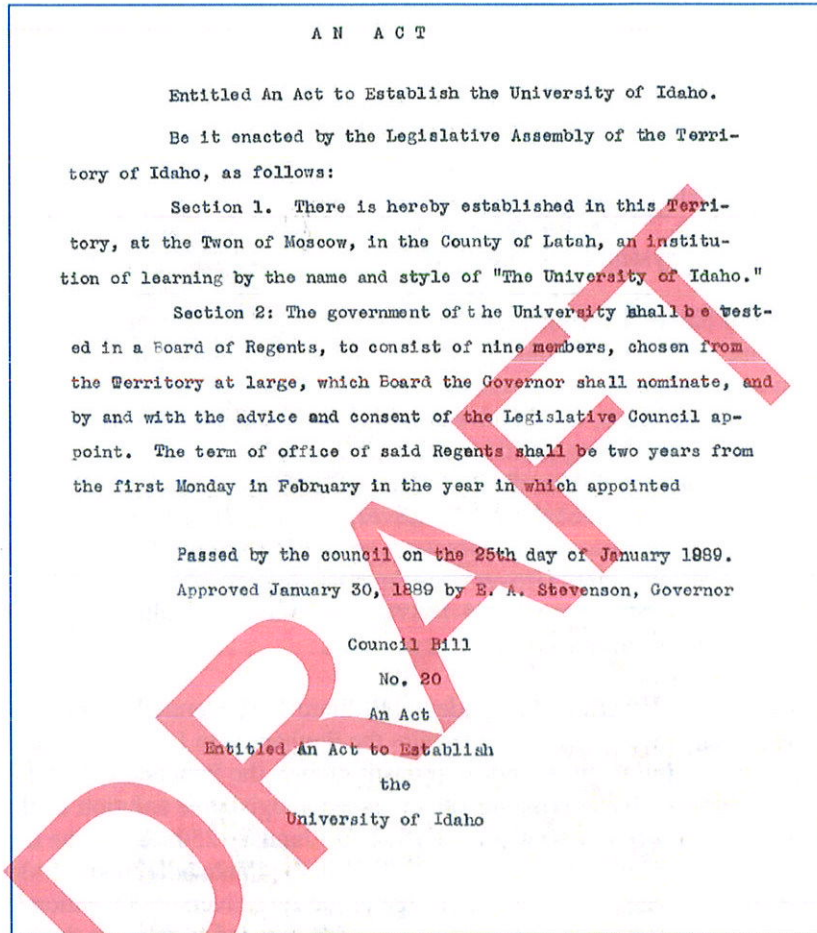 AN ACT
Entitled An Act to Establish the University of Idaho.
Be it enacted by the Legislative Assembly of the Terri-
tory of Idaho, as follows:
Section 1. There is hereby established in this Terri-
tory, at the Twon of Moscow, in the County of Latah, an institu-
tion of learning by the name and style of "The University of Idaho."
Section 2: The government of the University shall be vest-
ed in a Board of Regents, to consist of nine members, chosen from
the Territory at large, which Board the Governor shall nominate, and
by and with the advice and consent of the Legislative Council ap-
point. The term of office of said Regents shall be two years from
the first Monday in February in the year in which appointed
Passed by the council on the 25th day of January 1889.
Approved January 30, 1889 by E. A. Stevenson, Governor
Council Bill
No. 20
An Act
Entitled An Act to Establish
the
University of Idaho
DRAFT